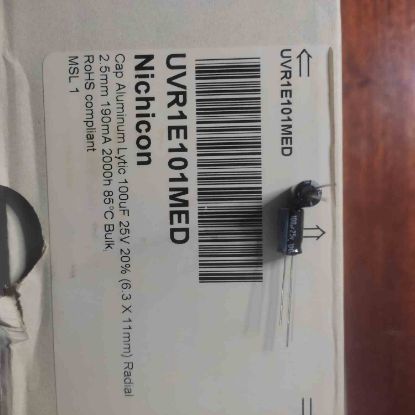 UVR1E101MED
UVR1E101MED
Nichicon
Cap Aluminum Lytic 100uF 25V 20% (6.3 X 11mm) Radial
2.5mm 190mA 2000h 85°C Bulk
RoHS compliant
MSL 1
100µ25V